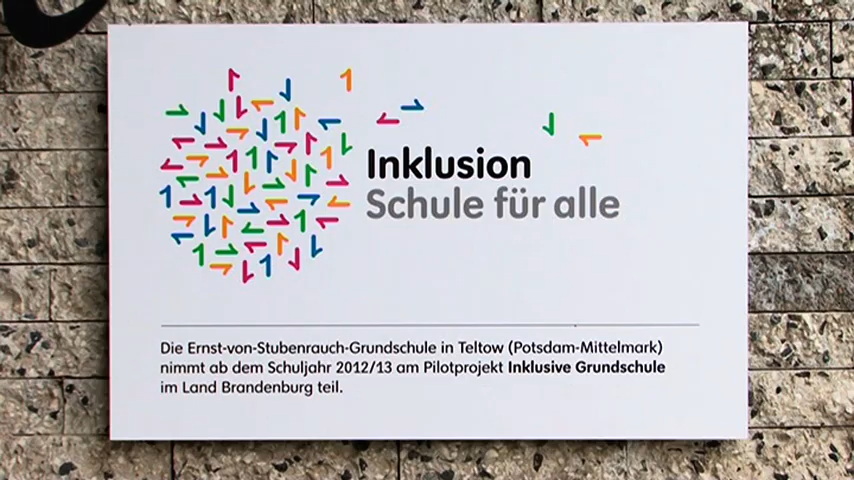 Inklusion
Schule für alle
Die Ernst-von-Stubenrauch-Grundschule in Teltow (Potsdam-Mittelmark)
nimmt ab dem Schuljahr 2012/13 am Pilotprojekt Inklusive Grundschule
im Land Brandenburg teil.